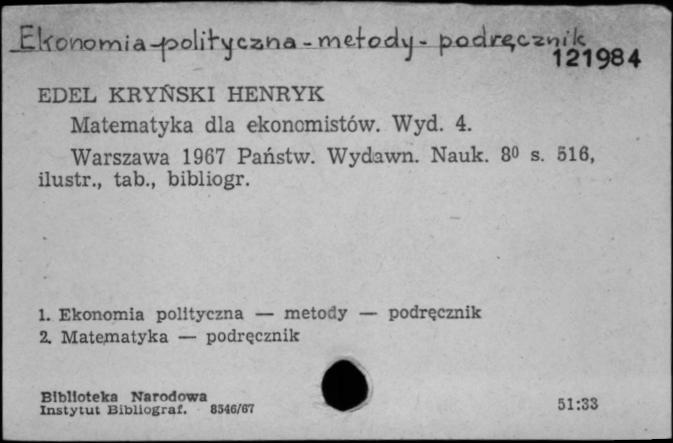 Ekonomia-polityczna - metody - podręcznik
121984
EDEL KRYŃSKI HENRYK
Matematyka dla ekonomistów. Wyd. 4.
Warszawa 1967 Państw. Wydawn. Nauk. 8⁰ s. 516,
ilustr., tab., bibliogr.
1. Ekonomia polityczna — metody — podręcznik
2. Matematyka — podręcznik
Biblioteka Narodowa
Instytut Bibliograf. 8546/67
51:33